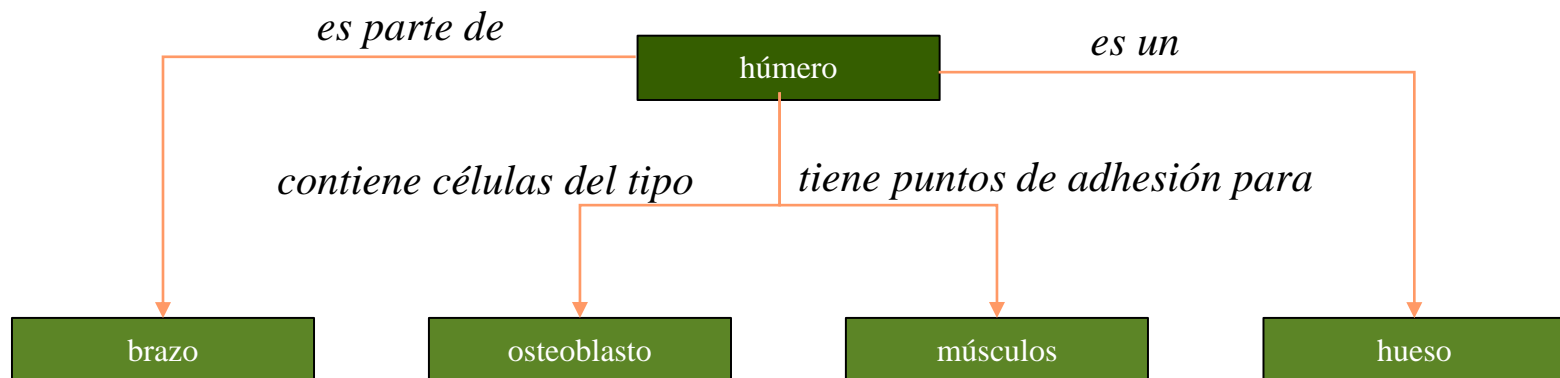 es parte de
húmero
es un
contiene células del tipo
tiene puntos de adhesión para
brazo
osteoblasto
músculos
hueso